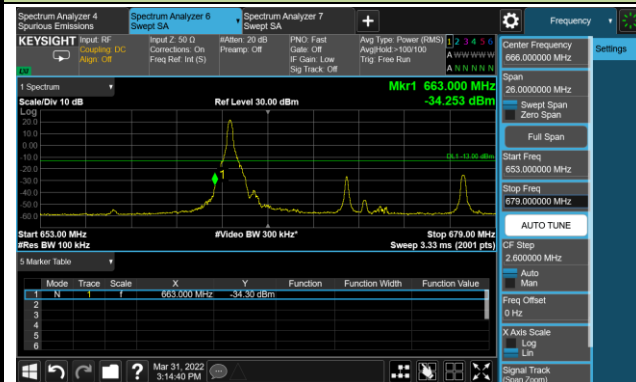 Spectrum Analyzer 4
Spurious Emissions
Spectrum Analyzer 6
Swept SA
Spectrum Analyzer 7
Swept SA
Frequency
KEYSIGHT
Input: RF
Coupling: DC
Align: Off
Input Z: 50 Ω
Corrections: On
Freq Ref: Int (S)
#Atten: 20 dB
Preamp: Off
PNO: Fast
Gate: Off
IF Gain: Low
Sig Track: Off
Avg Type: Power (RMS)
Avg|Hold:>100/100
Trig: Free Run
1 2 3 4 5 6
A W W W W W
A N N N N N
1 Spectrum
Scale/Div 10 dB
Ref Level 30.00 dBm
Mkr1 663.000 MHz
-34.253 dBm
Log
20.0
10.0
0.00
-10.0
-20.0
-30.0
-40.0
-50.0
-60.0
DL1 -13.00 dBm
1
Start 653.00 MHz
#Video BW 300 kHz*
Stop 679.00 MHz
#Res BW 100 kHz
Sweep 3.33 ms (2001 pts)
5 Marker Table
Mode Trace Scale X Y Function Function Width Function Value
1 N 1 f 663.000 MHz -34.30 dBm
2
3
4
5
6
Mar 31, 2022
3:14:40 PM
Center Frequency
666.000000 MHz
Settings
Span
26.0000000 MHz
Swept Span
Zero Span
Full Span
Start Freq
653.000000 MHz
Stop Freq
679.000000 MHz
AUTO TUNE
CF Step
2.600000 MHz
Auto
Man
Freq Offset
0 Hz
X Axis Scale
Log
Lin
Signal Track
(Span Zoom)